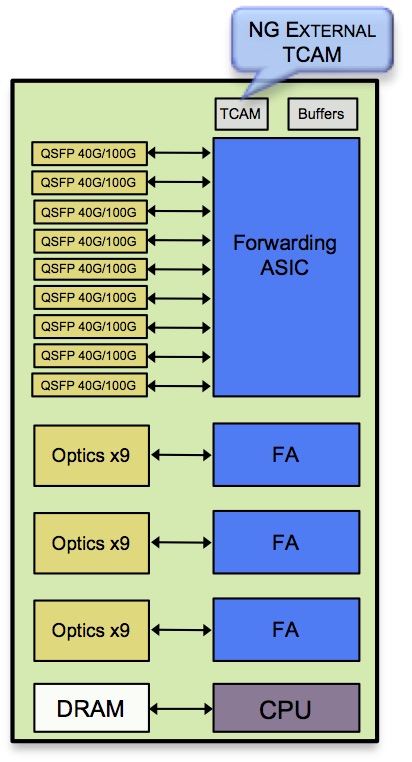 NG EXTERNAL
TCAM
TCAM
Buffers
QSFP 40G/100G
QSFP 40G/100G
QSFP 40G/100G
QSFP 40G/100G
QSFP 40G/100G
QSFP 40G/100G
QSFP 40G/100G
QSFP 40G/100G
QSFP 40G/100G
Forwarding
ASIC
Optics x9
FA
Optics x9
FA
Optics x9
FA
DRAM
CPU